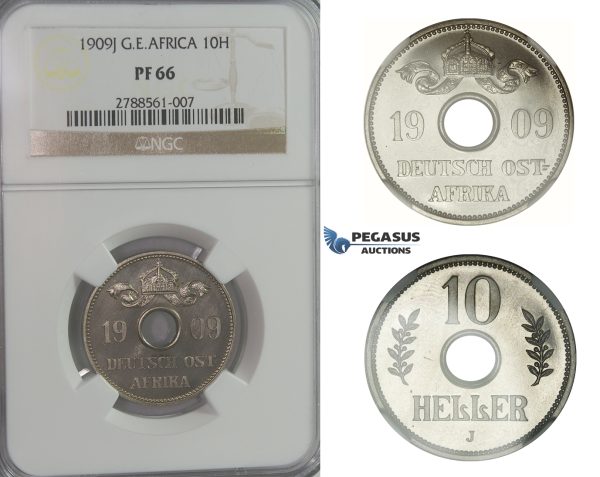 1909J G.E.AFRICA 10H
PF 66
2788561-007
NGC
19 09
DEUTSCH OST
AFRIKA
19 09
DEUTSCH OST-
AFRIKA
PEGASUS
AUCTIONS
10
HELLER
J